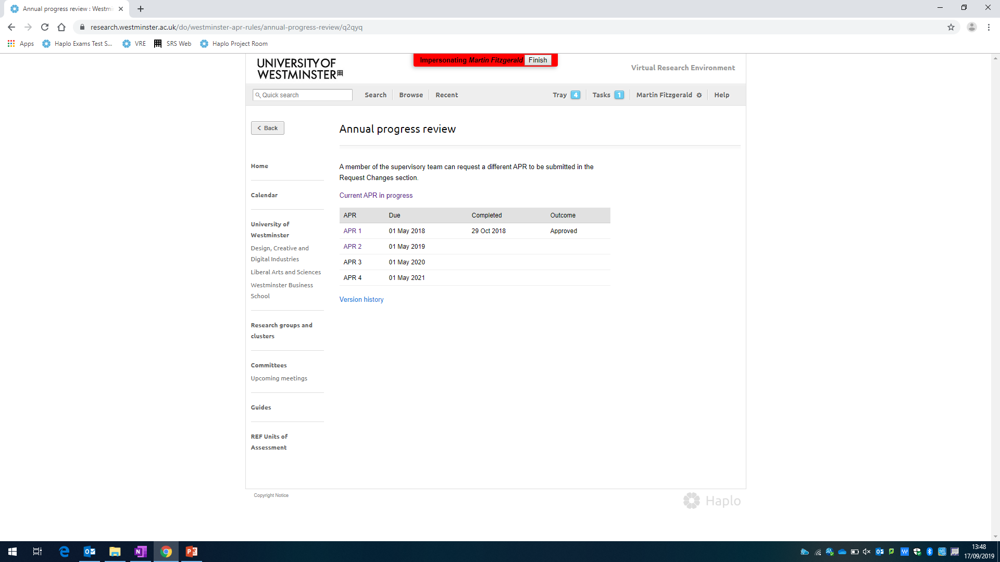 Annual progress review : Westmi
research.westminster.ac.uk/do/westminster-apr-rules/annual-progress-review/q2qyq
Apps
Haplo Exams Test S...
VRE
SRS Web
Haplo Project Room
UNIVERSITY OF
WESTMINSTER
Impersonating Martin Fitzgerald Finish
Virtual Research Environment
Quick search
Search
Browse
Recent
Tray 4
Tasks 1
Martin Fitzgerald
Help
Back
Annual progress review
Home
Calendar
University of
Westminster
Design, Creative and
Digital Industries
Liberal Arts and Sciences
Westminster Business
School
Research groups and
clusters
Committees
Upcoming meetings
Guides
REF Units of
Assessment
A member of the supervisory team can request a different APR to be submitted in the
Request Changes section.
Current APR in progress
APR Due Completed Outcome
APR 1 01 May 2018 29 Oct 2018 Approved
APR 2 01 May 2019
APR 3 01 May 2020
APR 4 01 May 2021
Version history
Copyright Notice
Haplo
13:48
17/09/2019